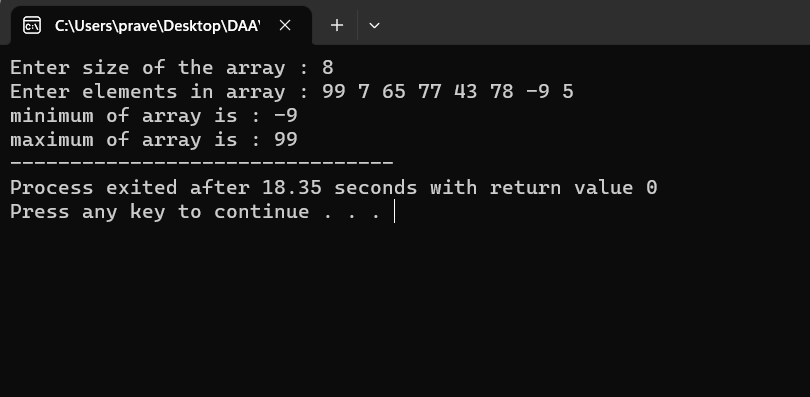 C:\Users\prave\Desktop\DAA\
Enter size of the array : 8
Enter elements in array : 99 7 65 77 43 78 -9 5
minimum of array is : -9
maximum of array is : 99
--------------------------------
Process exited after 18.35 seconds with return value 0
Press any key to continue . . .